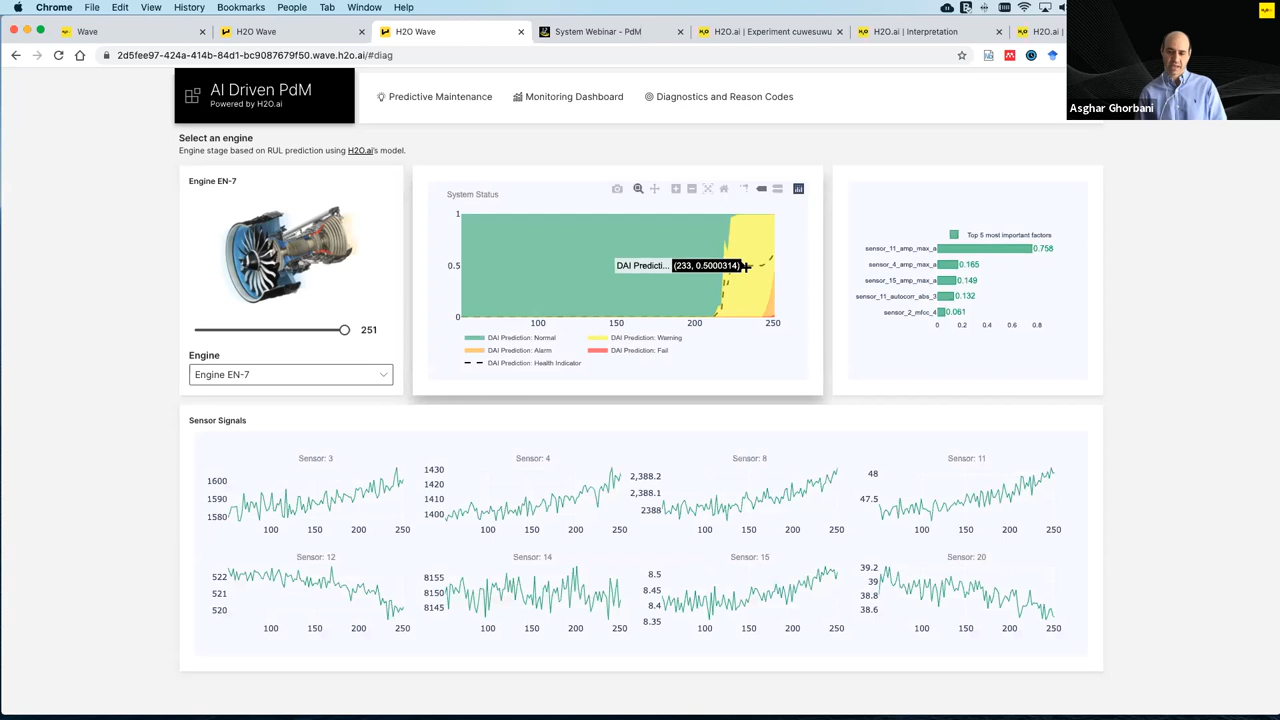 Chrome File Edit View History Bookmarks People Tab Window Help
Wave
H2O Wave
H2O Wave
System Webinar - PdM
H2O.ai | Experiment cuwesuwu
H2O.ai | Interpretation
2d5fee97-424a-414b-84d1-bc9087679f50.wave.h2o.ai/#diag
Asghar Ghorbani
AI Driven PdM
Powered by H2O.ai
Predictive Maintenance
Monitoring Dashboard
Diagnostics and Reason Codes
Select an engine
Engine stage based on RUL prediction using H2O.ai's model.
Engine EN-7
251
Engine
Engine EN-7
System Status
1
0.5
0
100 150 200 250
DAI Predicti... (233, 0.5000314)
DAI Prediction: Normal
DAI Prediction: Warning
DAI Prediction: Alarm
DAI Prediction: Fail
DAI Prediction: Health Indicator
Top 5 most important factors
sensor_11_amp_max_a 0.758
sensor_4_amp_max_a 0.165
sensor_15_amp_max_a 0.149
sensor_11_autocorr_abs_3 0.132
sensor_2_mfcc_4 0.061
0 0.2 0.4 0.6 0.8
Sensor Signals
Sensor: 3
1600
1590
1580
100 150 200 250
Sensor: 4
1430
1420
1410
1400
100 150 200 250
Sensor: 8
2,388.2
2,388.1
2388
100 150 200 250
Sensor: 11
48
47.5
100 150 200 250
Sensor: 12
522
521
520
100 150 200 250
Sensor: 14
8155
8150
8145
100 150 200 250
Sensor: 15
8.5
8.45
8.4
8.35
100 150 200 250
Sensor: 20
39.2
39
38.8
38.6
100 150 200 250